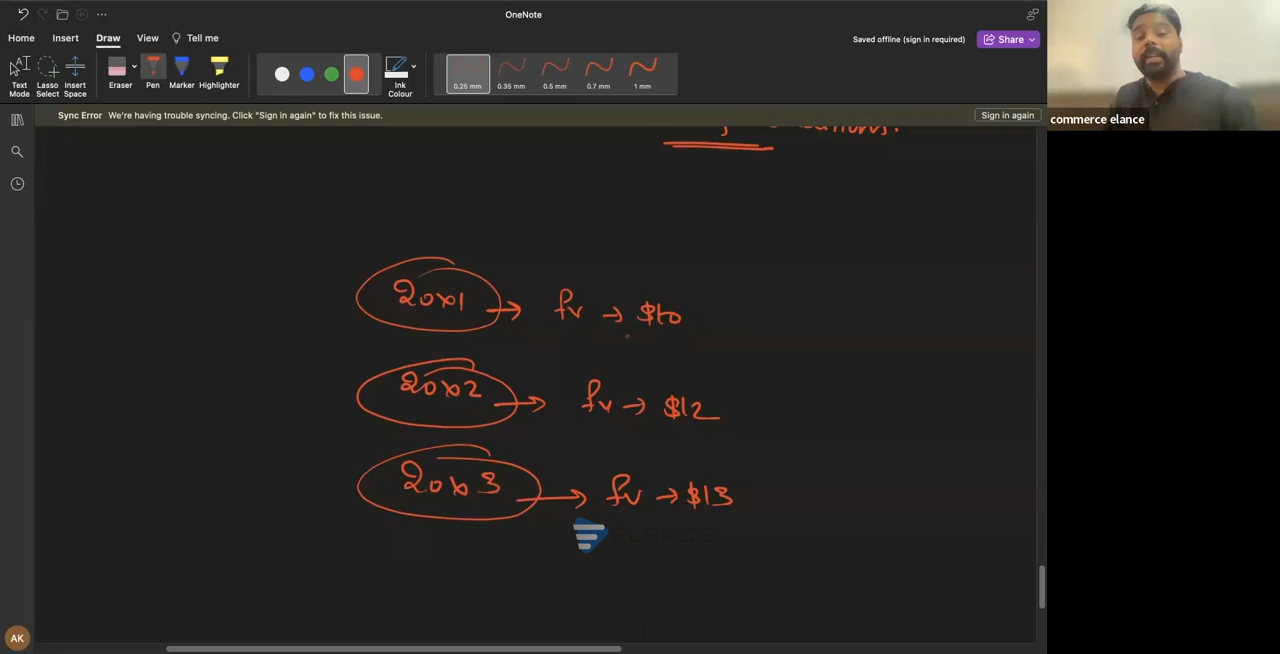 OneNote
Home Insert Draw View Tell me
Saved offline (sign in required) Share
Text Mode
Lasso Select
Insert Space
Eraser Pen Marker Highlighter
Ink Colour
0.25 mm 0.35 mm 0.5 mm 0.7 mm 1 mm
Sync Error We're having trouble syncing. Click "Sign in again" to fix this issue. Sign in again
commerce elance
20x1 → fv → $10
20x2 → fv → $12
20x3 → fv → $13
ELANCE
AK